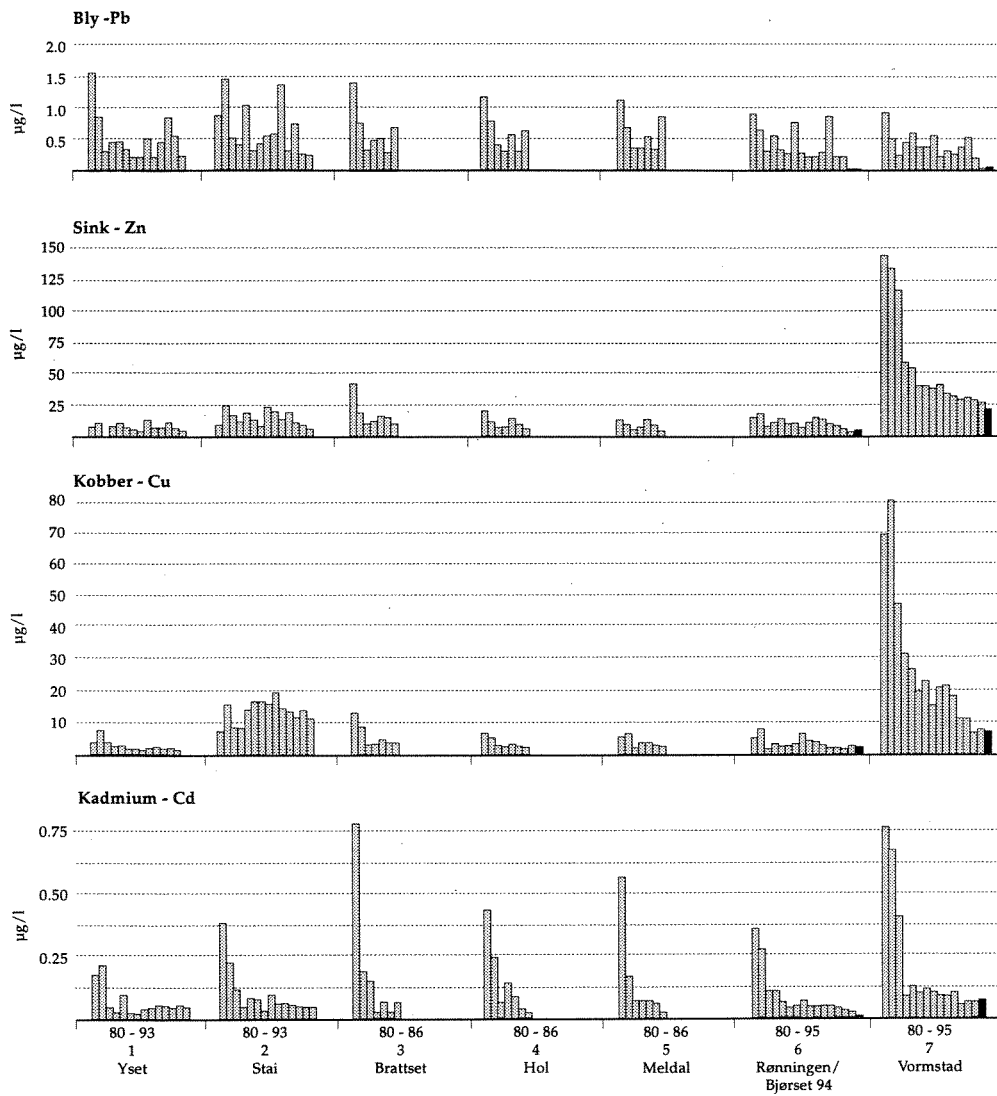 Bly -Pb
µg/l
2.0
1.5
1.0
0.5
Sink - Zn
µg/l
150
125
100
75
50
25
Kobber - Cu
µg/l
80
70
60
50
40
30
20
10
Kadmium - Cd
µg/l
0.75
0.50
0.25
80 - 93 80 - 93 80 - 86 80 - 86 80 - 86 80 - 95 80 - 95
1 2 3 4 5 6 7
Yset Stai Brattset Hol Meldal Rønningen/ Vormstad
Bjørset 94